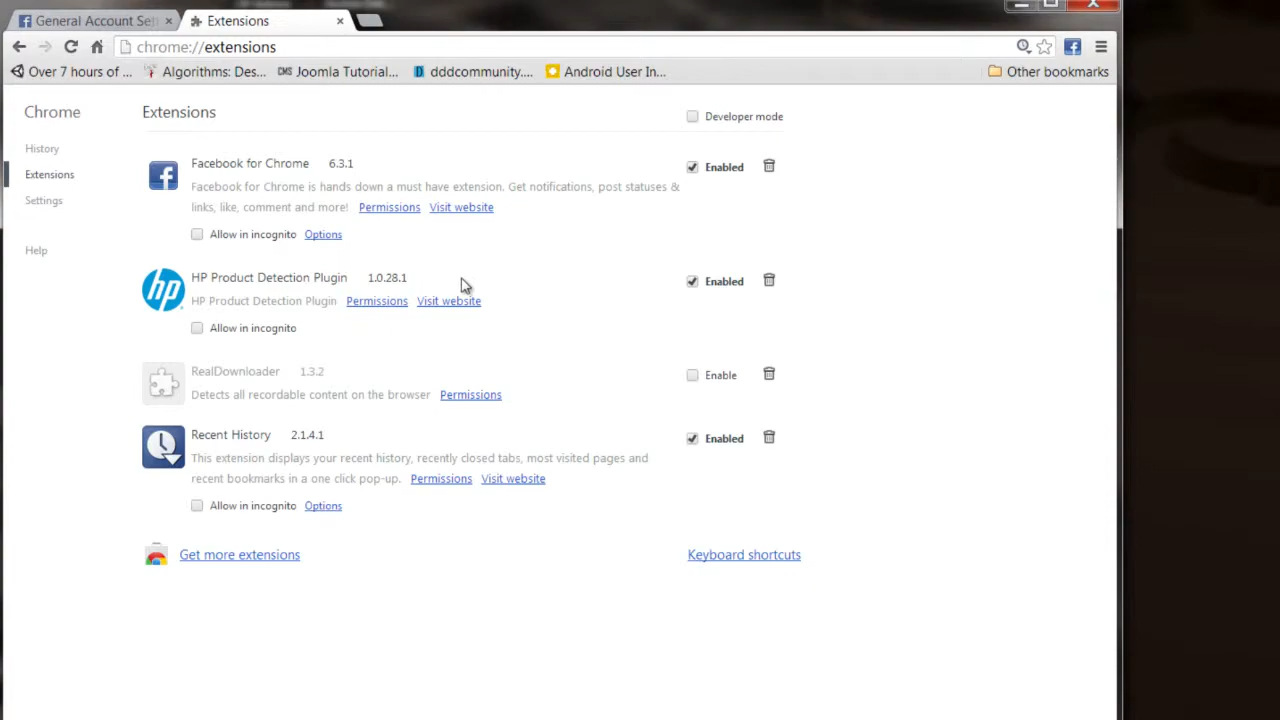 General Account Set
Extensions
chrome://extensions
Over 7 hours of ...
Algorithms: Des...
CMS Joomla Tutorial...
dddcommunity....
Android User In...
Other bookmarks
Chrome
History
Extensions
Settings
Help
Extensions
Developer mode
Facebook for Chrome 6.3.1
Enabled
Facebook for Chrome is hands down a must have extension. Get notifications, post statuses &
links, like, comment and more! Permissions Visit website
Allow in incognito Options
HP Product Detection Plugin 1.0.28.1
Enabled
HP Product Detection Plugin Permissions Visit website
Allow in incognito
RealDownloader 1.3.2
Enable
Detects all recordable content on the browser Permissions
Recent History 2.1.4.1
Enabled
This extension displays your recent history, recently closed tabs, most visited pages and
recent bookmarks in a one click pop-up. Permissions Visit website
Allow in incognito Options
Get more extensions
Keyboard shortcuts
hp